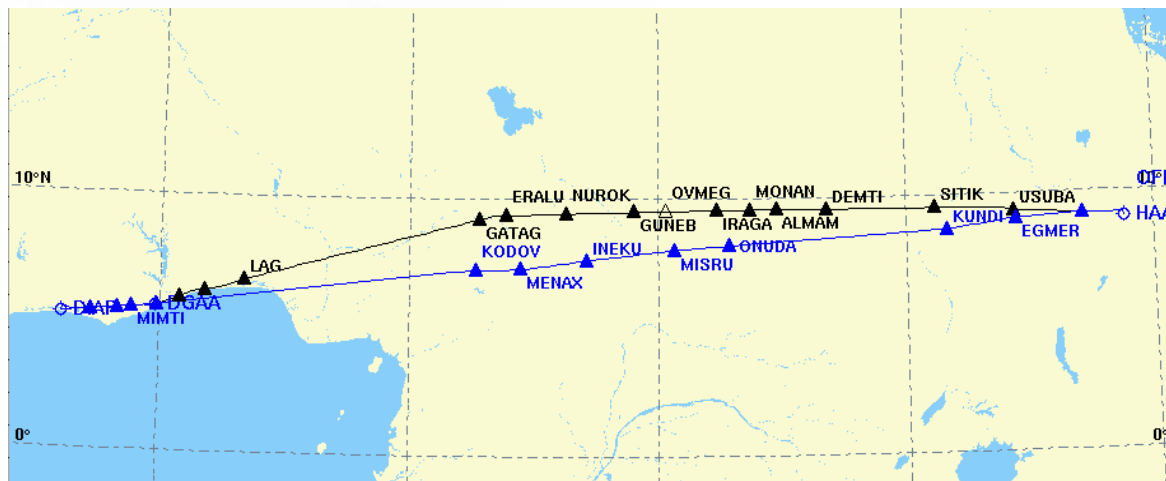 10°N
ERALU
NUROK
OVMEG
MONAN
DEMTI
SITIK
USUBA
HAA
GATAG
GUNEB
IRAGA
ALMAM
KUNDI
EGMER
KODOV
INEKU
ONUDA
LAG
MENAX
MISRU
DGAA
MIMTI
0°
0°